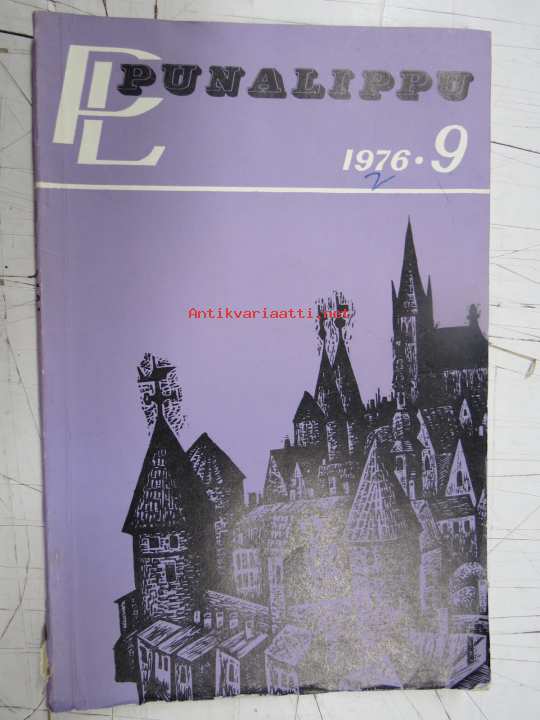 PL
PUNALIPPU
1976 • 9
2
Antikvariaatti.net